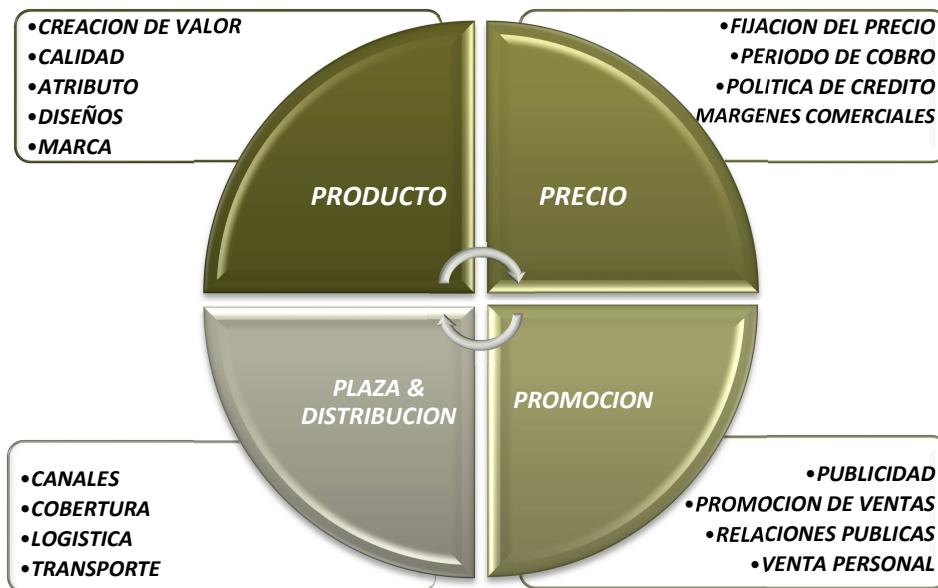 •CREACION DE VALOR
•CALIDAD
•ATRIBUTO
•DISEÑOS
•MARCA
•FIJACION DEL PRECIO
•PERIODO DE COBRO
•POLITICA DE CREDITO
MARGENES COMERCIALES
PRODUCTO
PRECIO
PLAZA &
DISTRIBUCION
PROMOCION
•CANALES
•COBERTURA
•LOGISTICA
•TRANSPORTE
•PUBLICIDAD
•PROMOCION DE VENTAS
•RELACIONES PUBLICAS
•VENTA PERSONAL